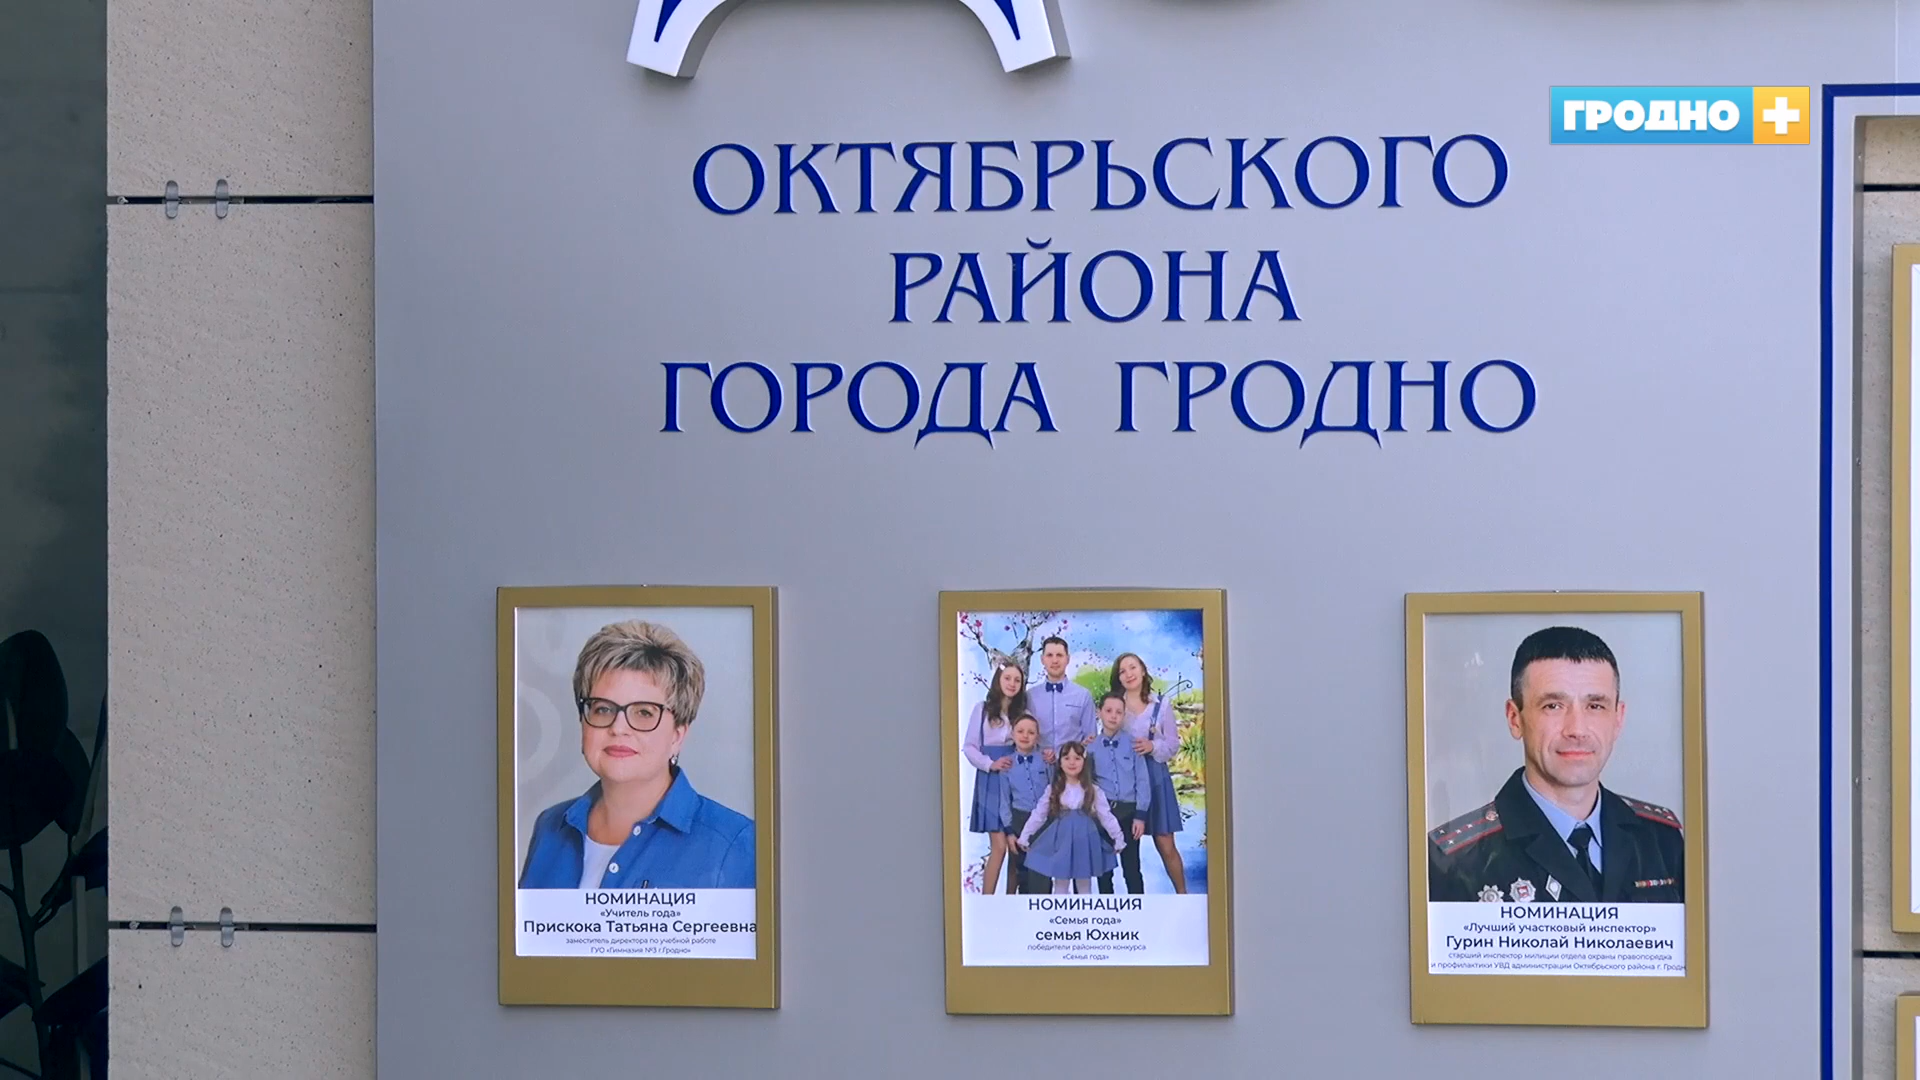 ГРОДНО +
ОКТЯБРЬСКОГО
РАЙОНА
ГОРОДА ГРОДНО
НОМИНАЦИЯ
«Учитель года»
Прискока Татьяна Сергеевна
заместитель директора по учебной работе
ГУО «Гимназия №3 г.Гродно»
НОМИНАЦИЯ
«Семья года»
семья Юхник
победители районного конкурса
«Семья года»
НОМИНАЦИЯ
«Лучший участковый инспектор»
Гурин Николай Николаевич
старший инспектор милиции отдела охраны правопорядка
и профилактики УВД администрации Октябрьского района г. Гродн